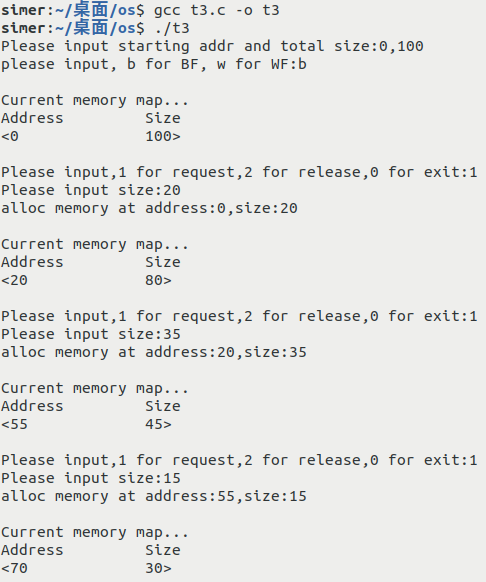 simer:~/桌面/os$ gcc t3.c -o t3
simer:~/桌面/os$ ./t3
Please input starting addr and total size:0,100
please input, b for BF, w for WF:b
Current memory map...
Address Size
<0 100>
Please input,1 for request,2 for release,0 for exit:1
Please input size:20
alloc memory at address:0,size:20
Current memory map...
Address Size
<20 80>
Please input,1 for request,2 for release,0 for exit:1
Please input size:35
alloc memory at address:20,size:35
Current memory map...
Address Size
<55 45>
Please input,1 for request,2 for release,0 for exit:1
Please input size:15
alloc memory at address:55,size:15
Current memory map...
Address Size
<70 30>